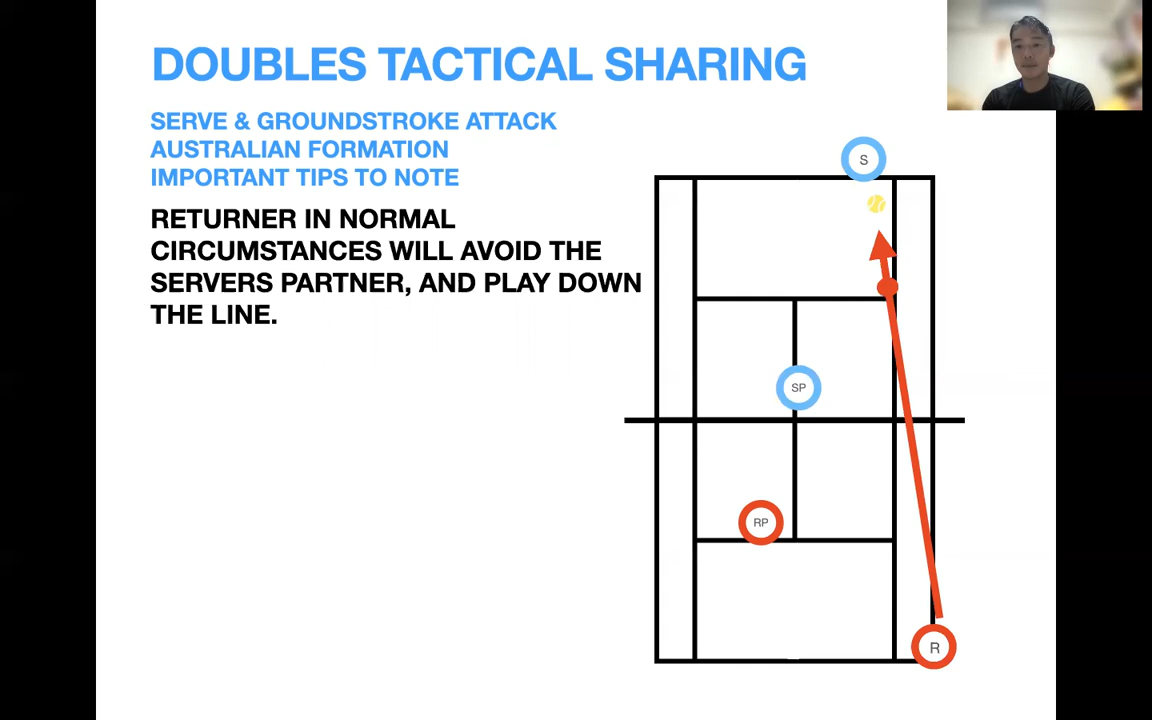 DOUBLES TACTICAL SHARING
SERVE & GROUNDSTROKE ATTACK
AUSTRALIAN FORMATION
IMPORTANT TIPS TO NOTE
RETURNER IN NORMAL
CIRCUMSTANCES WILL AVOID THE
SERVERS PARTNER, AND PLAY DOWN
THE LINE.
S
SP
RP
R